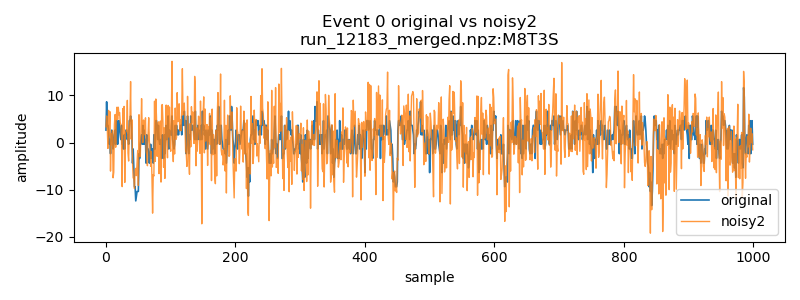 Event 0 original vs noisy2
run_12183_merged.npz:M8T3S
amplitude
10
0
−10
−20
0
200
400
600
800
1000
sample
original
noisy2